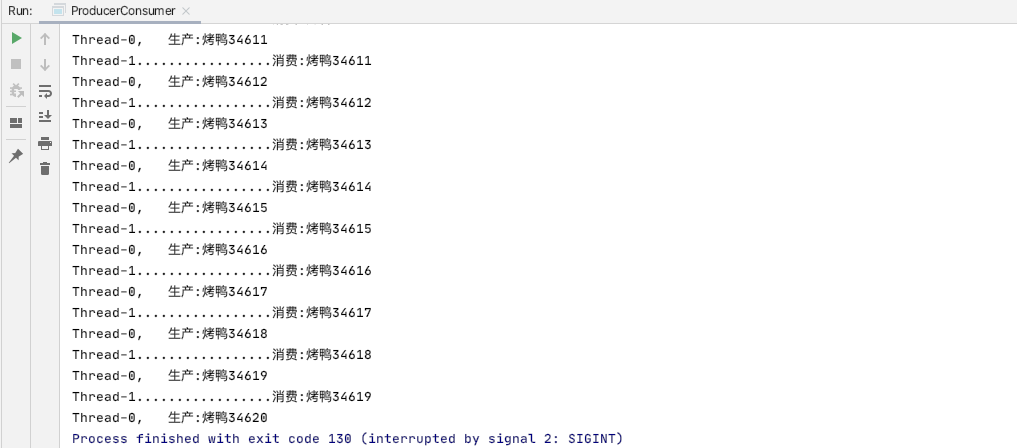 Run: ProducerConsumer ×
Thread-0,   生产:烤鸭34611
Thread-1.................消费:烤鸭34611
Thread-0,   生产:烤鸭34612
Thread-1.................消费:烤鸭34612
Thread-0,   生产:烤鸭34613
Thread-1.................消费:烤鸭34613
Thread-0,   生产:烤鸭34614
Thread-1.................消费:烤鸭34614
Thread-0,   生产:烤鸭34615
Thread-1.................消费:烤鸭34615
Thread-0,   生产:烤鸭34616
Thread-1.................消费:烤鸭34616
Thread-0,   生产:烤鸭34617
Thread-1.................消费:烤鸭34617
Thread-0,   生产:烤鸭34618
Thread-1.................消费:烤鸭34618
Thread-0,   生产:烤鸭34619
Thread-1.................消费:烤鸭34619
Thread-0,   生产:烤鸭34620
Process finished with exit code 130 (interrupted by signal 2: SIGINT)